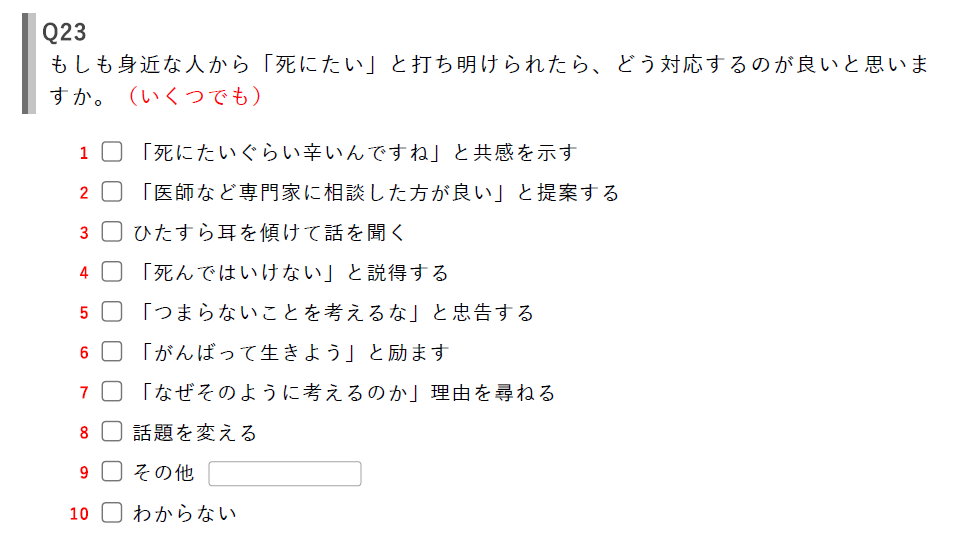 Q23
もしも身近な人から「死にたい」と打ち明けられたら、どう対応するのが良いと思いま
すか。（いくつでも）
1 「死にたいぐらい辛いんですね」と共感を示す
2 「医師など専門家に相談した方が良い」と提案する
3 ひたすら耳を傾けて話を聞く
4 「死んではいけない」と説得する
5 「つまらないことを考えるな」と忠告する
6 「がんばって生きよう」と励ます
7 「なぜそのように考えるのか」理由を尋ねる
8 話題を変える
9 その他
10 わからない